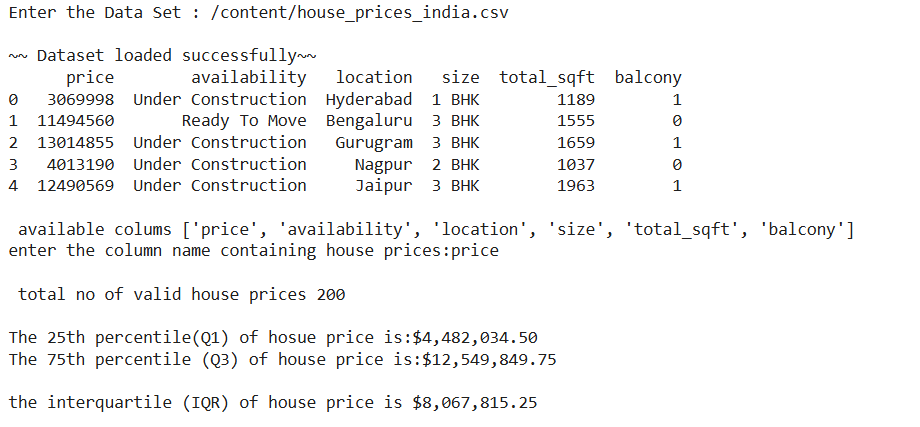 Enter the Data Set : /content/house_prices_india.csv
~~ Dataset loaded successfully~~
price availability location size total_sqft balcony
0 3069998 Under Construction Hyderabad 1 BHK 1189 1
1 11494560 Ready To Move Bengaluru 3 BHK 1555 0
2 13014855 Under Construction Gurugram 3 BHK 1659 1
3 4013190 Under Construction Nagpur 2 BHK 1037 0
4 12490569 Under Construction Jaipur 3 BHK 1963 1
available colums ['price', 'availability', 'location', 'size', 'total_sqft', 'balcony']
enter the column name containing house prices:price
total no of valid house prices 200
The 25th percentile(Q1) of hosue price is:$4,482,034.50
The 75th percentile (Q3) of house price is:$12,549,849.75
the interquartile (IQR) of house price is $8,067,815.25